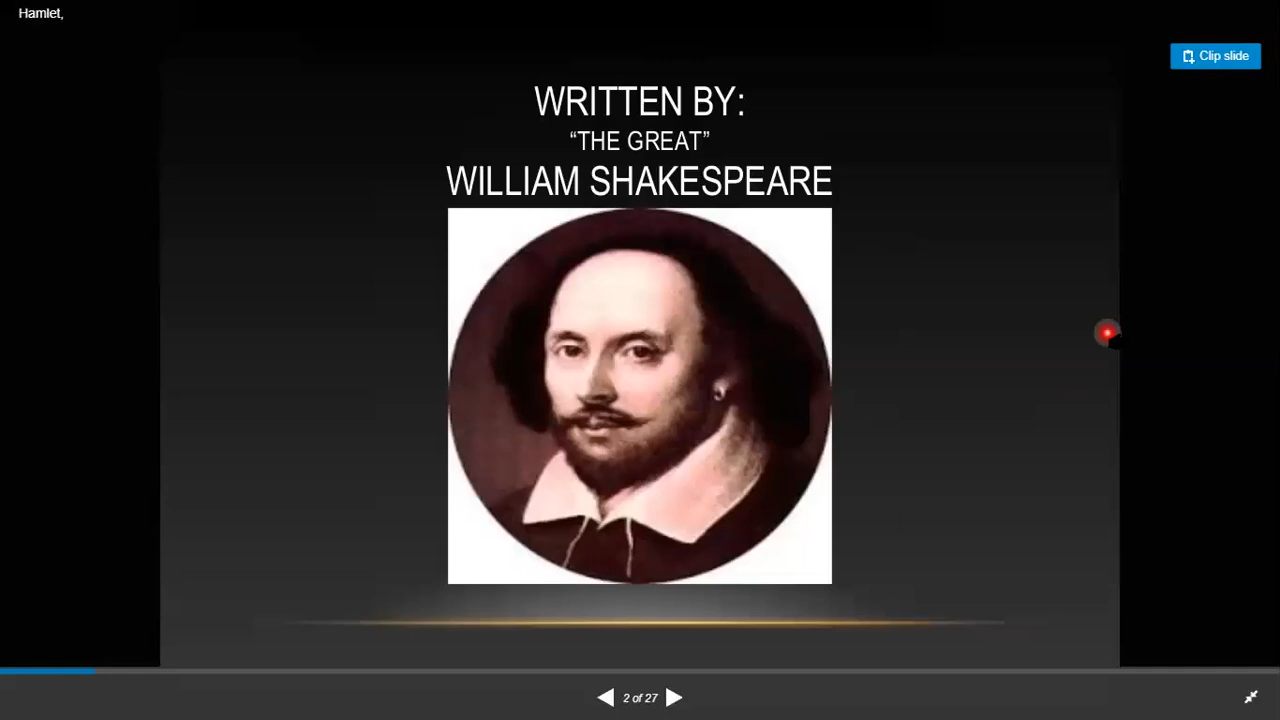 Hamlet,
Clip slide
WRITTEN BY:
“THE GREAT”
WILLIAM SHAKESPEARE
2 of 27